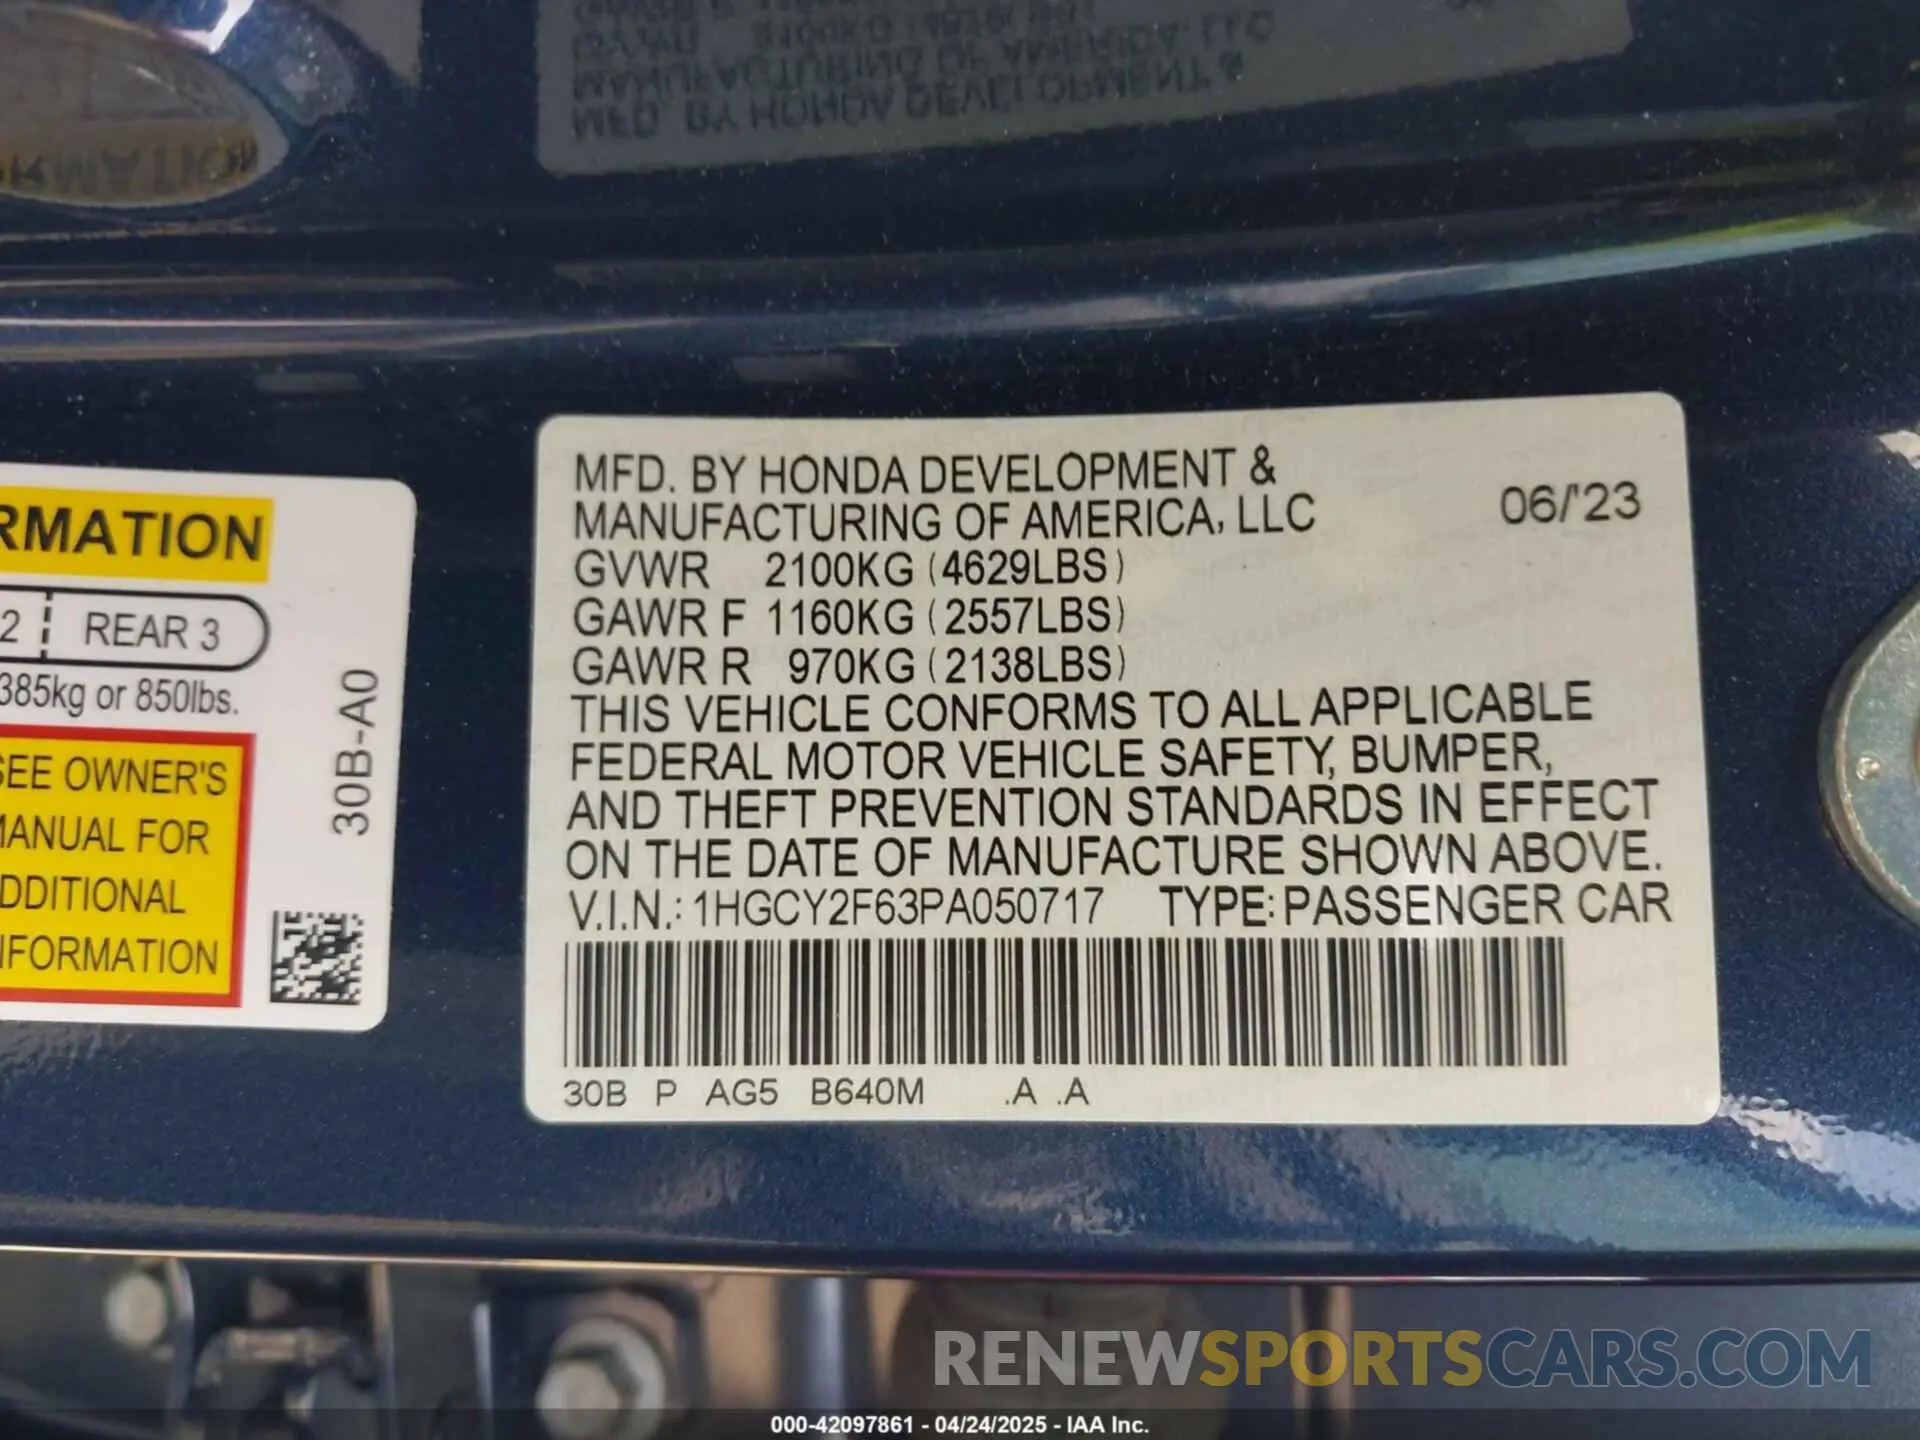 RMATION
2 REAR 3
385kg or 850lbs.
SEE OWNER'S
MANUAL FOR
ADDITIONAL
INFORMATION
30B-A0
MFD. BY HONDA DEVELOPMENT &
MANUFACTURING OF AMERICA, LLC 06/'23
GVWR 2100KG (4629LBS)
GAWR F 1160KG (2557LBS)
GAWR R 970KG (2138LBS)
THIS VEHICLE CONFORMS TO ALL APPLICABLE
FEDERAL MOTOR VEHICLE SAFETY, BUMPER,
AND THEFT PREVENTION STANDARDS IN EFFECT
ON THE DATE OF MANUFACTURE SHOWN ABOVE.
V.I.N.: 1HGCY2F63PA050717 TYPE: PASSENGER CAR
30B P AG5 B640M .A .A
RENEWSPORTSCARS.COM
000-42097861 - 04/24/2025 - IAA Inc.